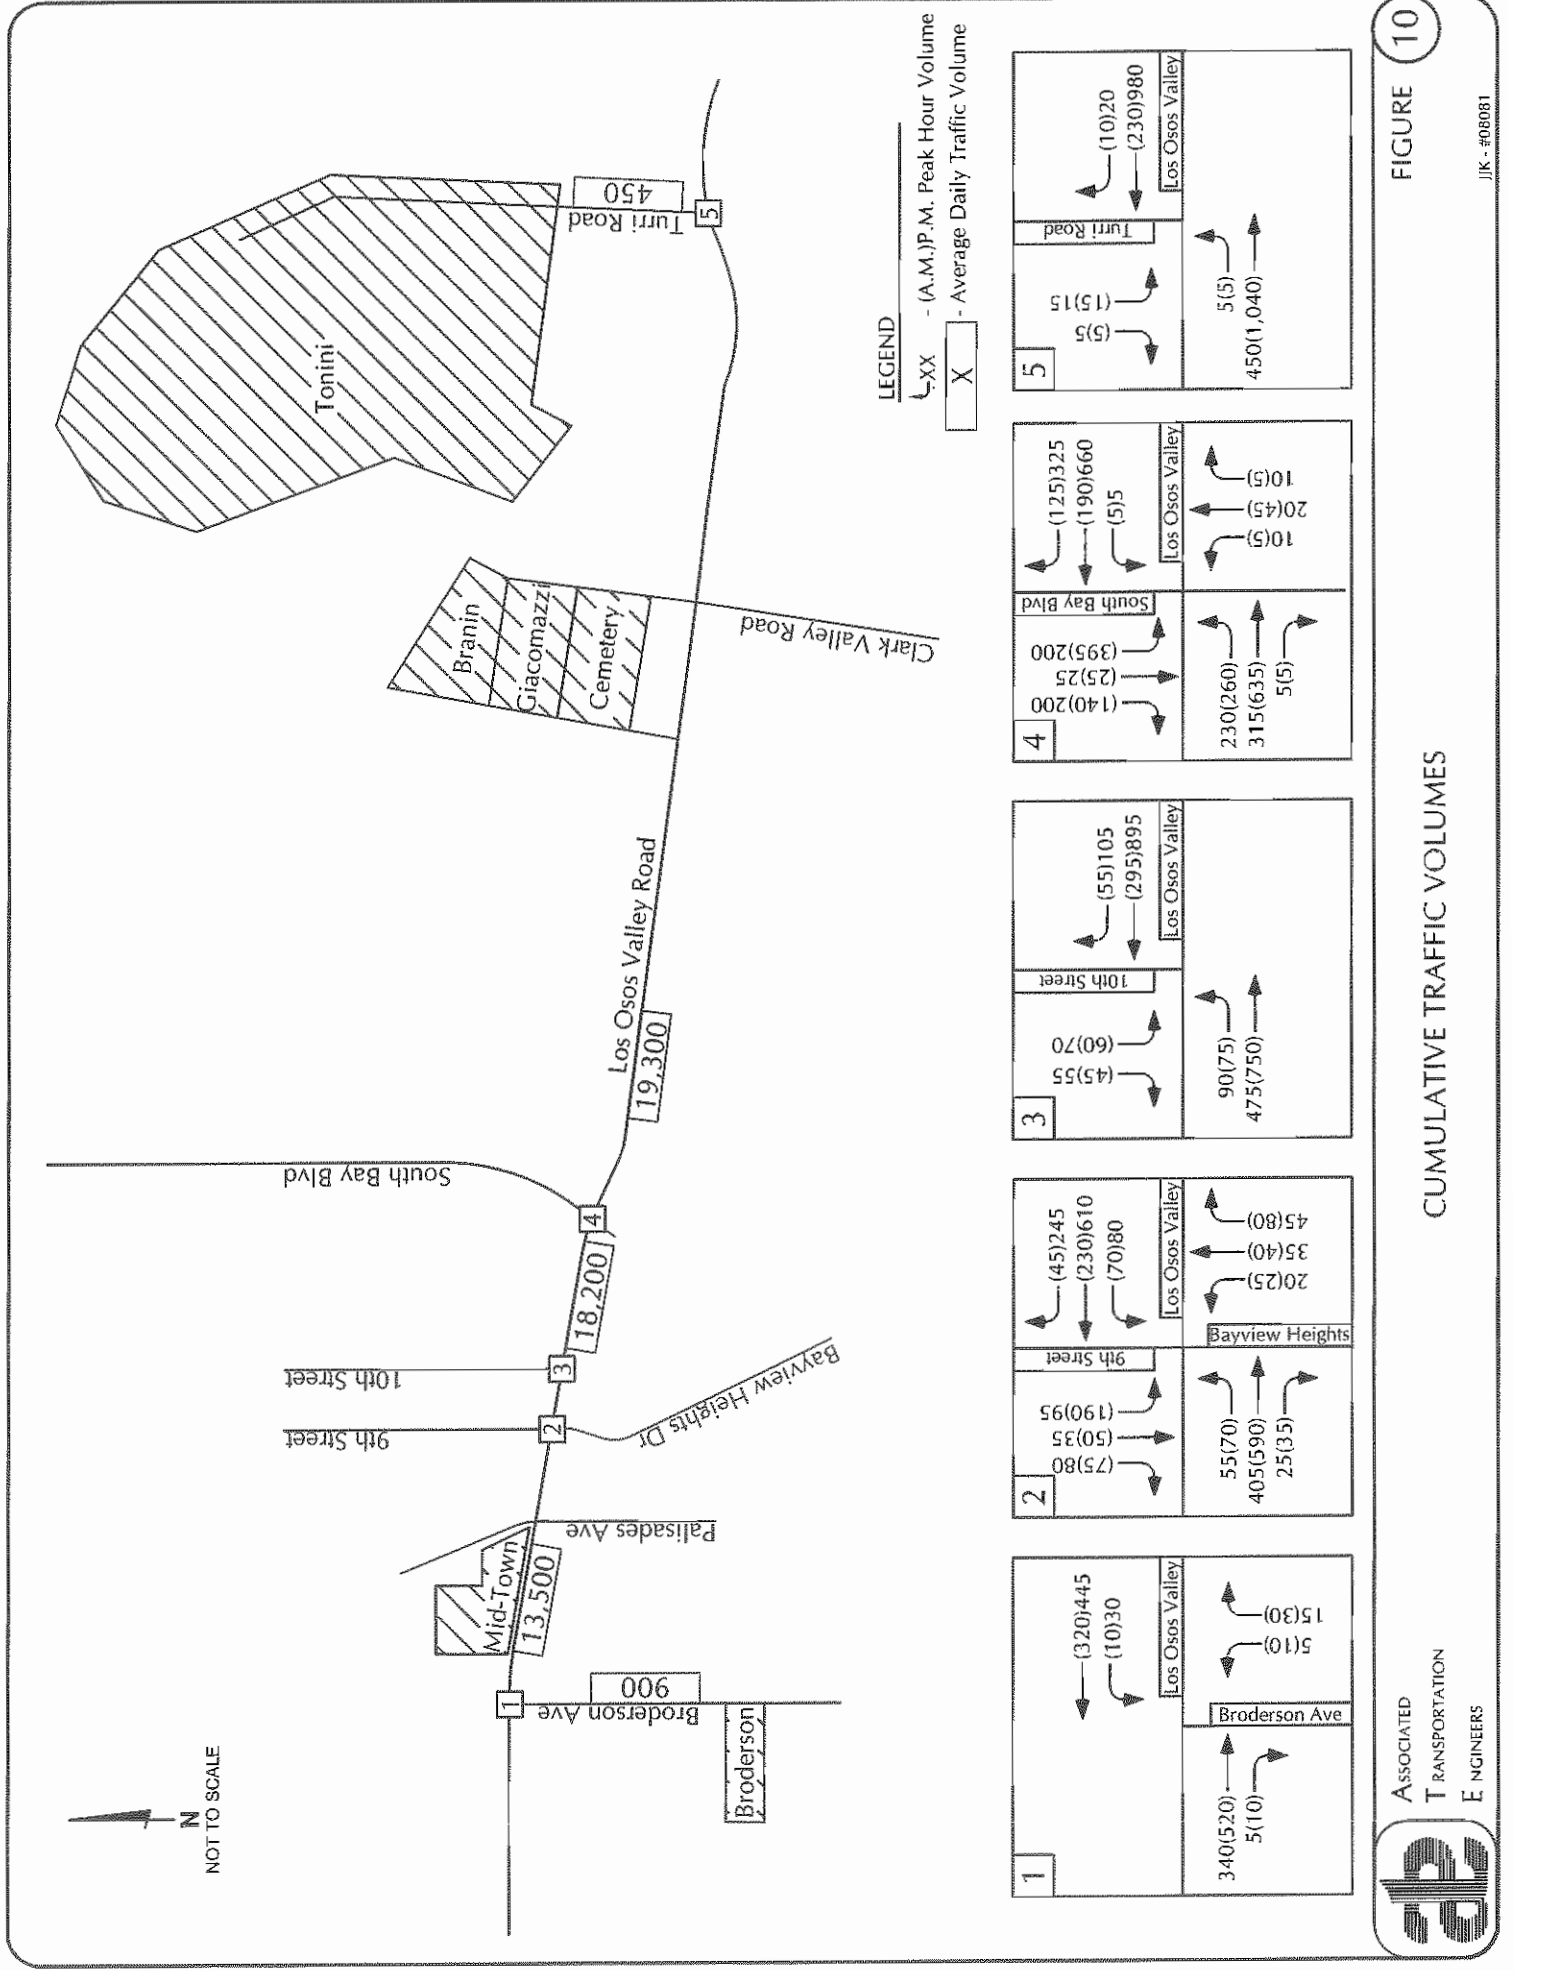 N
NOT TO SCALE
Tonini
Turri Road
450
5
Branin
Giacomazzi
Cemetery
Clark Valley Road
South Bay Blvd
Los Osos Valley Road
19,300
4
18,200
10th Street
3
9th Street
2
Bayview Heights Dr
Palisades Ave
Mid-Town
13,500
1
Broderson Ave
900
Broderson
LEGEND
XX - (A.M.)P.M. Peak Hour Volume
X - Average Daily Traffic Volume
1
(320)445
(10)30
Los Osos Valley
340(520)
5(10)
Broderson Ave
5(10)
15(30)
2
(75)80
(50)35
(190)95
9th Street
(45)245
(230)610
(70)80
Los Osos Valley
55(70)
405(590)
25(35)
Bayview Heights
20(25)
35(40)
45(80)
3
(45)55
(60)70
10th Street
(55)105
(295)895
Los Osos Valley
90(75)
475(750)
4
(140)200
(25)25
(395)200
South Bay Blvd
(125)325
(190)660
(5)5
Los Osos Valley
230(260)
315(635)
5(5)
10(5)
20(45)
10(5)
5
(5)5
(15)15
Turri Road
(10)20
(230)980
Los Osos Valley
5(5)
450(1,040)
ate
ASSOCIATED
TRANSPORTATION
ENGINEERS
CUMULATIVE TRAFFIC VOLUMES
FIGURE 10
JJK - #08081